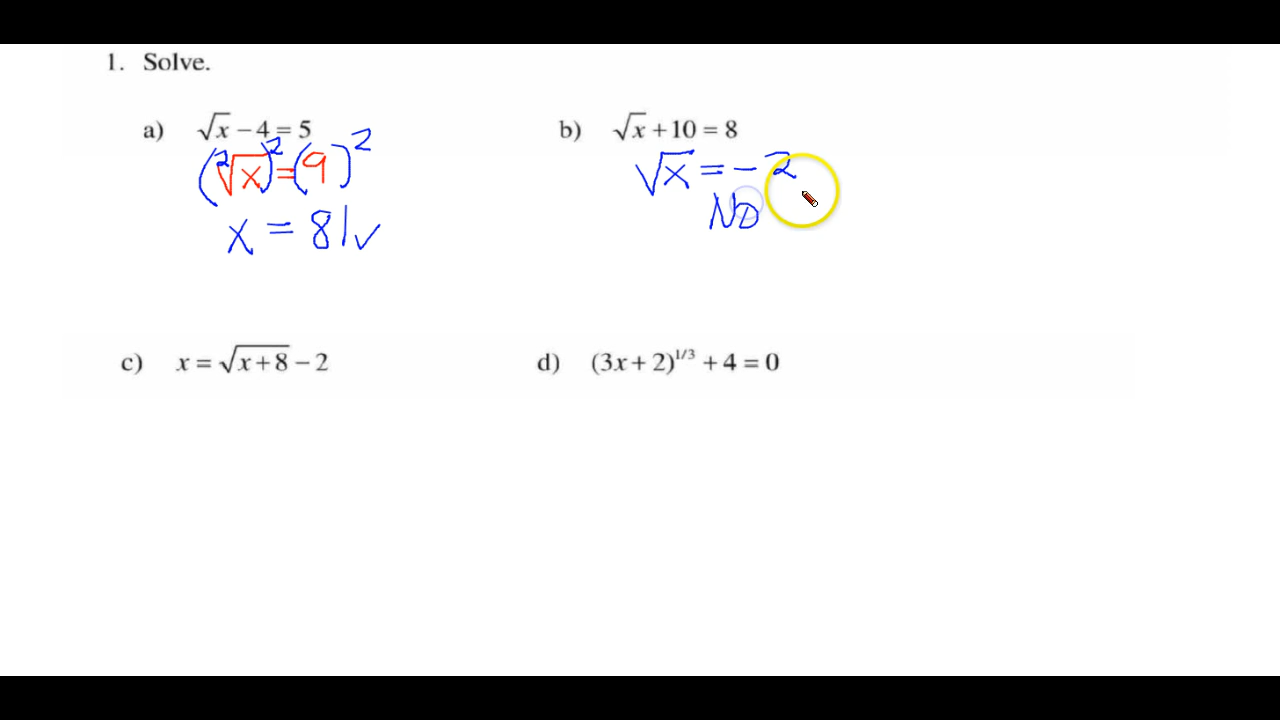 1. Solve.
a) √x − 4 = 5
(²√x)² = (9)²
x = 81✓
b) √x + 10 = 8
√x = −2
NO
c) x = √(x+8) − 2
d) (3x + 2)^1/3 + 4 = 0